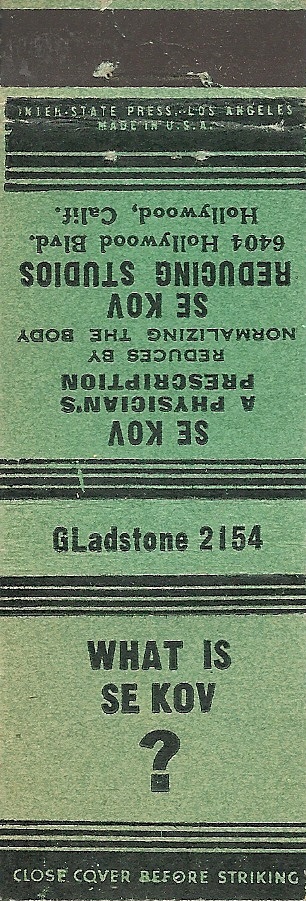 INTER-STATE PRESS, LOS ANGELES
MADE IN U.S.A.
SE KOV
A PHYSICIAN'S
PRESCRIPTION
REDUCES BY
NORMALIZING THE BODY
SE KOV
REDUCING STUDIOS
6404 Hollywood Blvd.
Hollywood, Calif.
GLadstone 2154
WHAT IS
SE KOV
?
CLOSE COVER BEFORE STRIKING